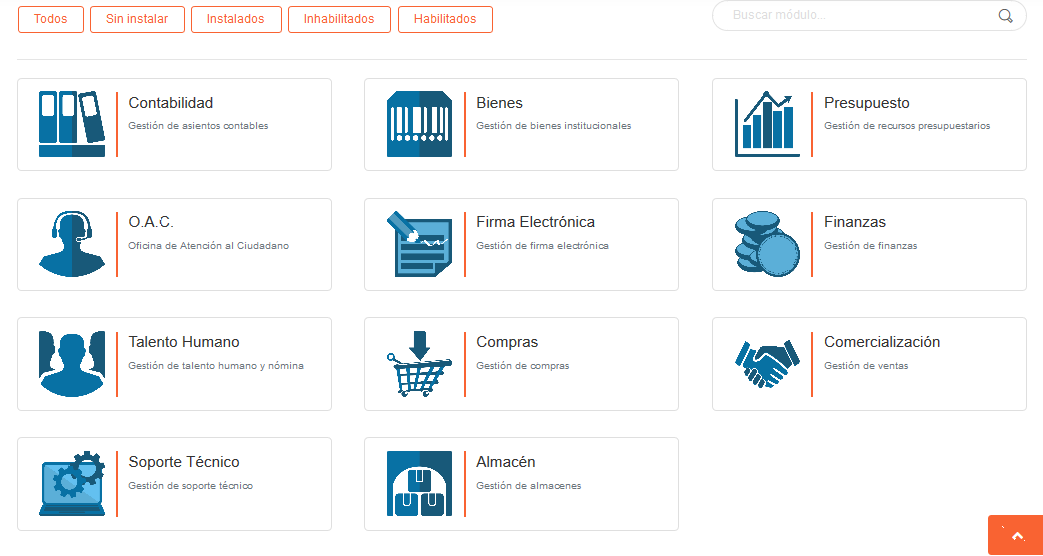 Todos Sin instalar Instalados Inhabilitados Habilitados Buscar módulo...
Contabilidad
Gestión de asientos contables
Bienes
Gestión de bienes institucionales
Presupuesto
Gestión de recursos presupuestarios
O.A.C.
Oficina de Atención al Ciudadano
Firma Electrónica
Gestión de firma electrónica
Finanzas
Gestión de finanzas
Talento Humano
Gestión de talento humano y nómina
Compras
Gestión de compras
Comercialización
Gestión de ventas
Soporte Técnico
Gestión de soporte técnico
Almacén
Gestión de almacenes